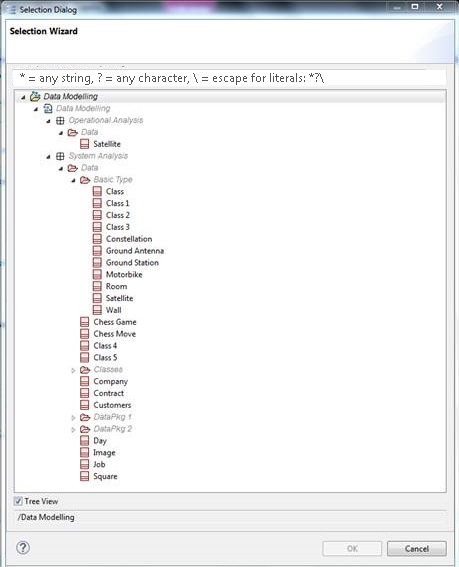 Selection Dialog
Selection Wizard
* = any string, ? = any character, \ = escape for literals: *?\
Data Modelling
Data Modelling
Operational Analysis
Data
Satellite
System Analysis
Data
Basic Type
Class
Class 1
Class 2
Class 3
Constellation
Ground Antenna
Ground Station
Motorbike
Room
Satellite
Wall
Chess Game
Chess Move
Class 4
Class 5
Classes
Company
Contract
Customers
DataPkg 1
DataPkg 2
Day
Image
Job
Square
Tree View
/Data Modelling
?
OK
Cancel